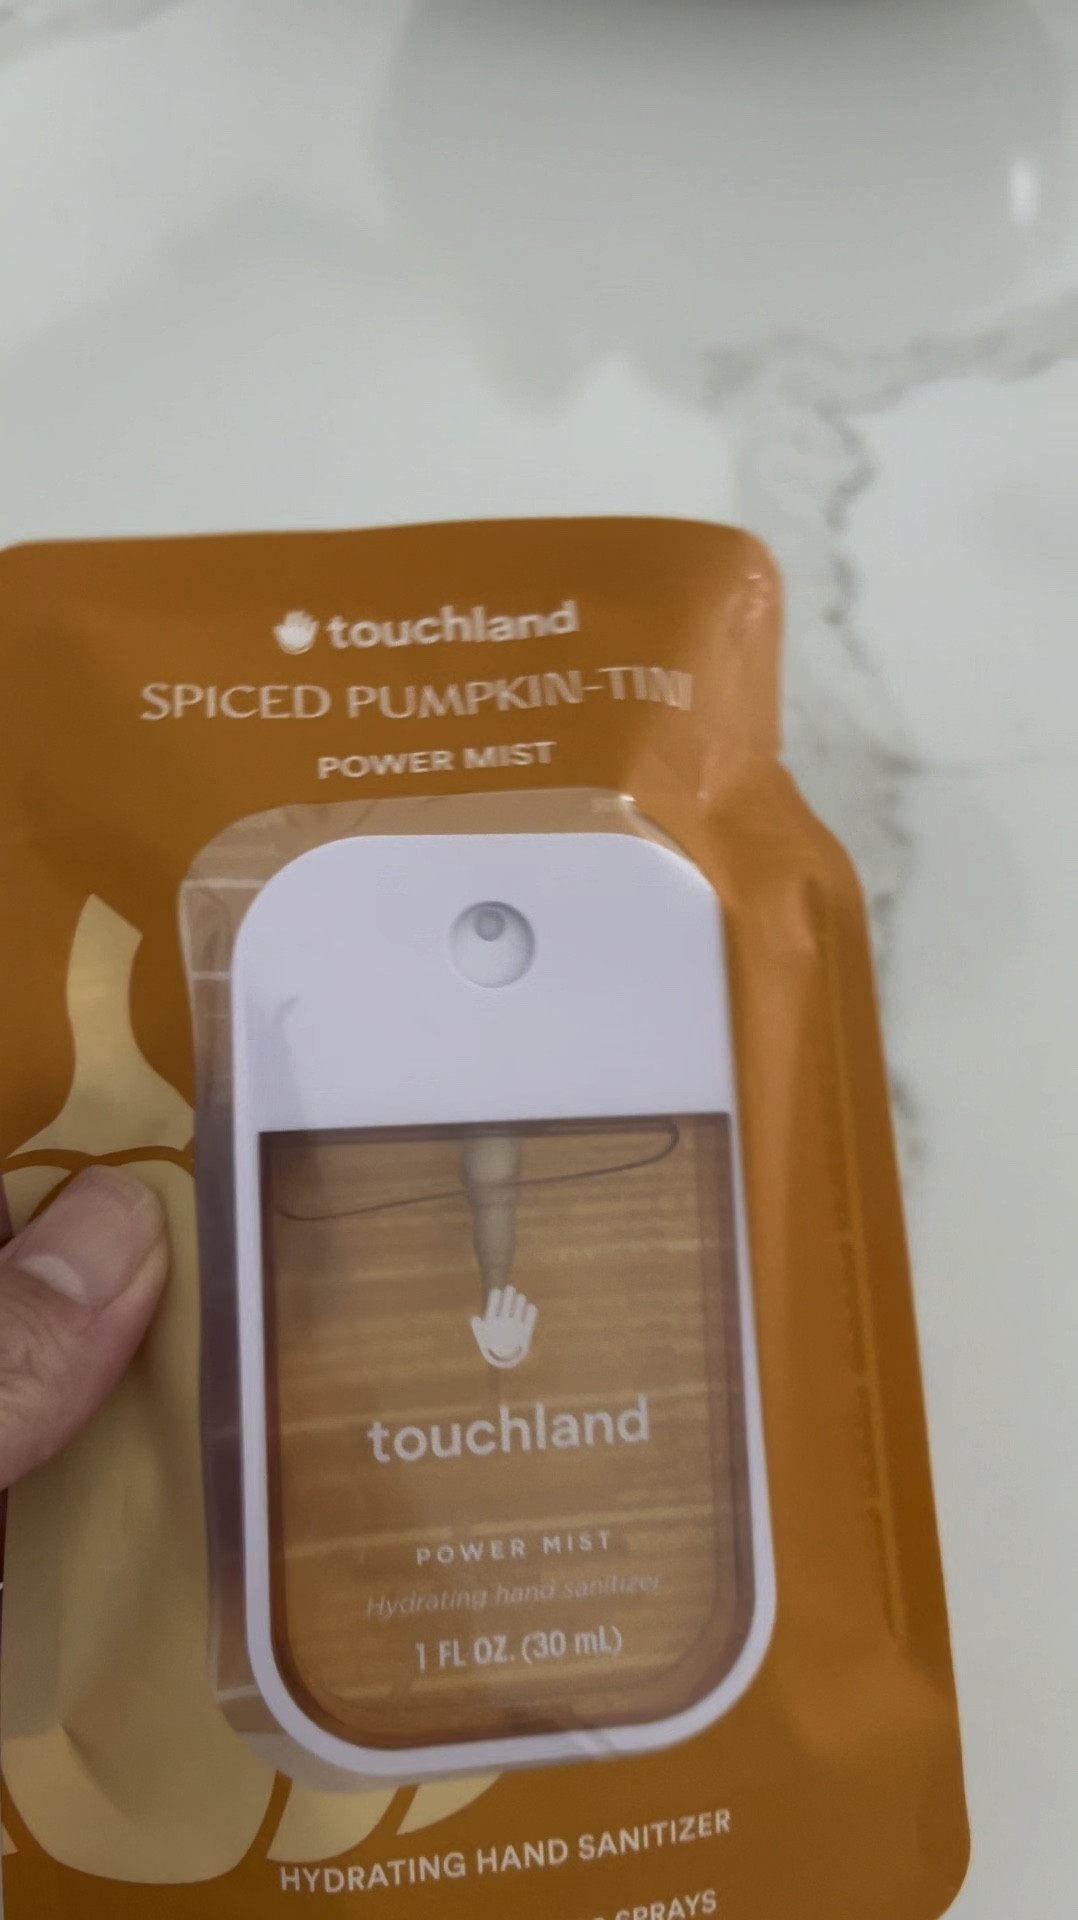 touchland
SPICED PUMPKIN-TINI
POWER MIST
touchland
POWER MIST
Hydrating hand sanitizer
1 FL OZ. (30 mL)
HYDRATING HAND SANITIZER
SPRAYS